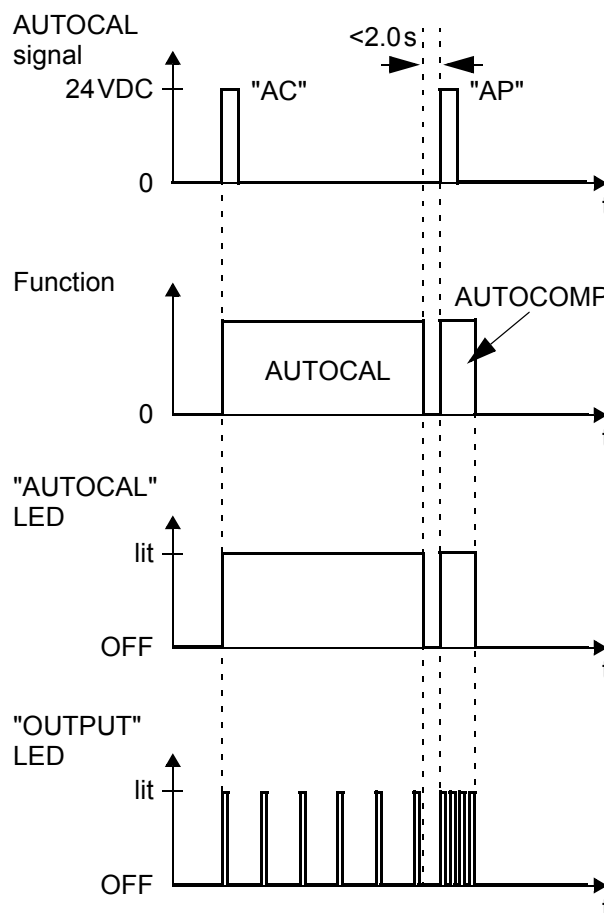 AUTOCAL
signal
<2.0s
24VDC
"AC"
"AP"
0
t
Function
AUTOCOMP
AUTOCAL
0
t
"AUTOCAL"
LED
lit
OFF
t
"OUTPUT"
LED
lit
OFF
t